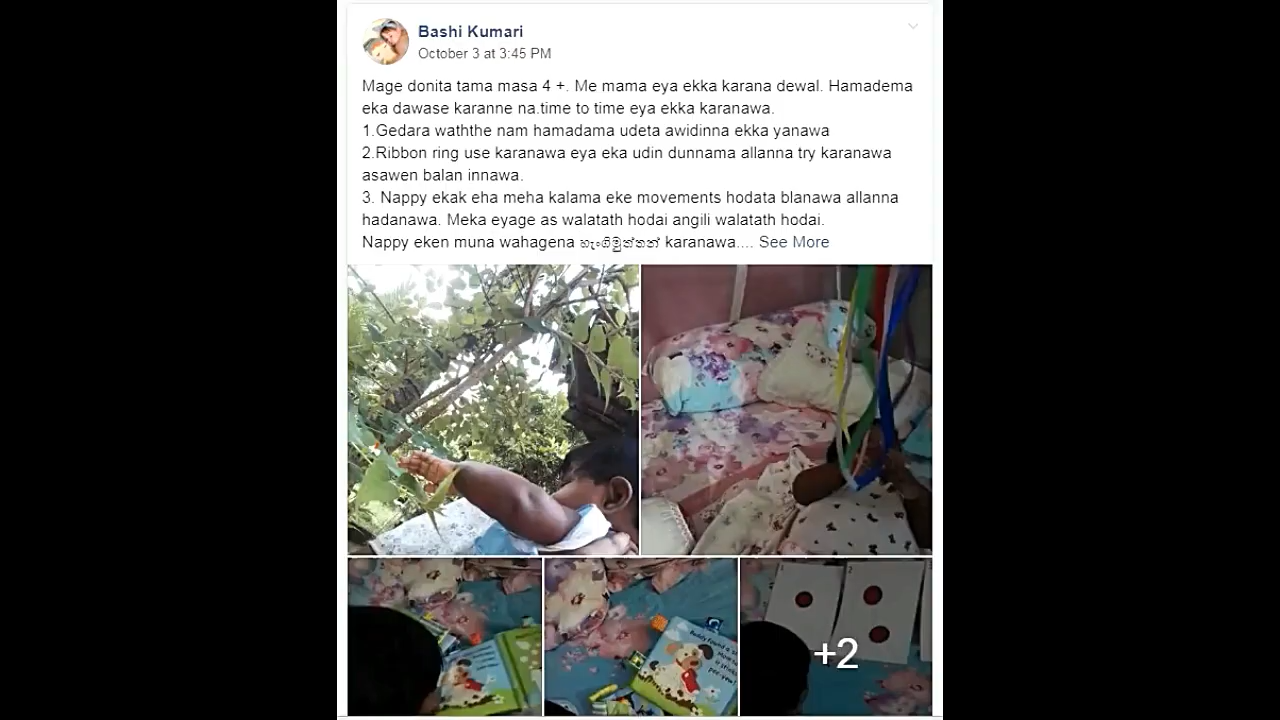 Bashi Kumari
October 3 at 3:45 PM
Mage donita tama masa 4 +. Me mama eya ekka karana dewal. Hamadema
eka dawase karanne na.time to time eya ekka karanawa.
1.Gedara waththe nam hamadama udeta awidinna ekka yanawa
2.Ribbon ring use karanawa eya eka udin dunnama allanna try karanawa
asawen balan innawa.
3. Nappy ekak eha meha kalama eke movements hodata blanawa allanna
hadanawa. Meka eyage as walatath hodai angili walatath hodai.
Nappy eken muna wahagena හැංගිමුත්තන් karanawa.... See More
Buddy found a
+2